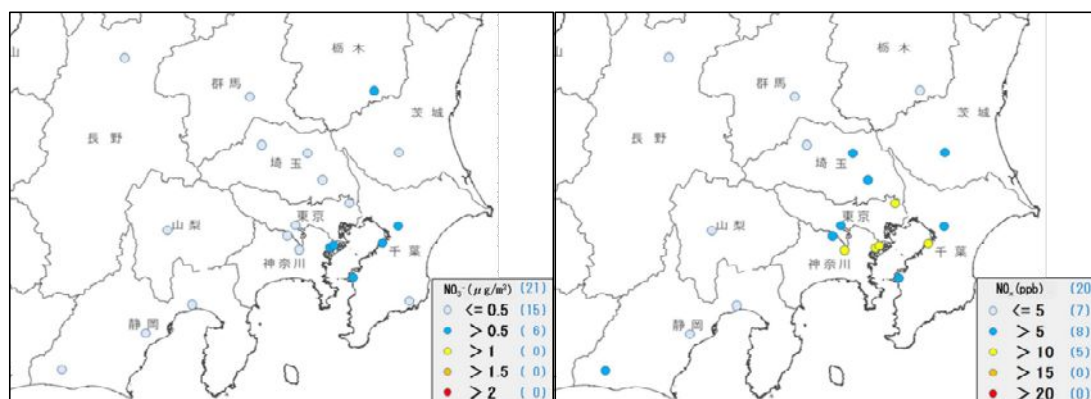 栃木
群馬
茨城
長野
埼玉
山梨
東京
千葉
神奈川
静岡
NO₃⁻(μg/m³) (21)
<= 0.5 (15)
> 0.5 ( 6)
> 1 ( 0)
> 1.5 ( 0)
> 2 ( 0)
山
栃木
群馬
茨城
長野
埼玉
山梨
東京
千葉
神奈川
静岡
NOₓ(ppb) (20
<= 5 (7)
> 5 (8)
> 10 (5)
> 15 (0)
> 20 (0)